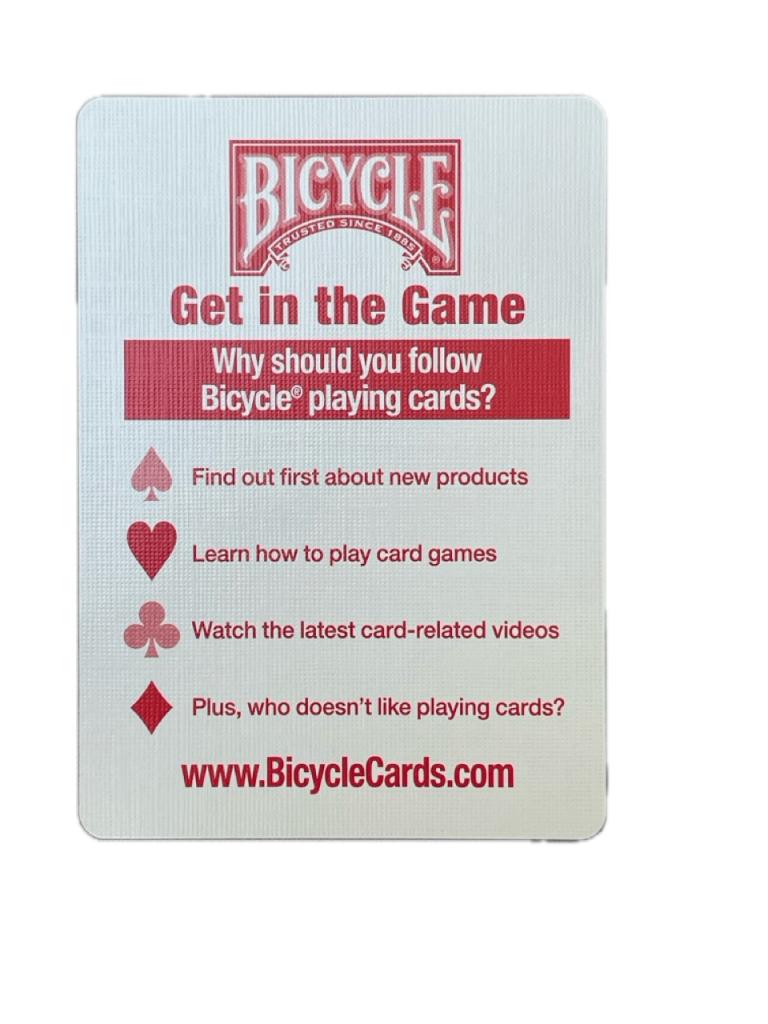 BICYCLE
TRUSTED SINCE 1885
®
Get in the Game
Why should you follow
Bicycle® playing cards?
Find out first about new products
Learn how to play card games
Watch the latest card-related videos
Plus, who doesn't like playing cards?
www.BicycleCards.com